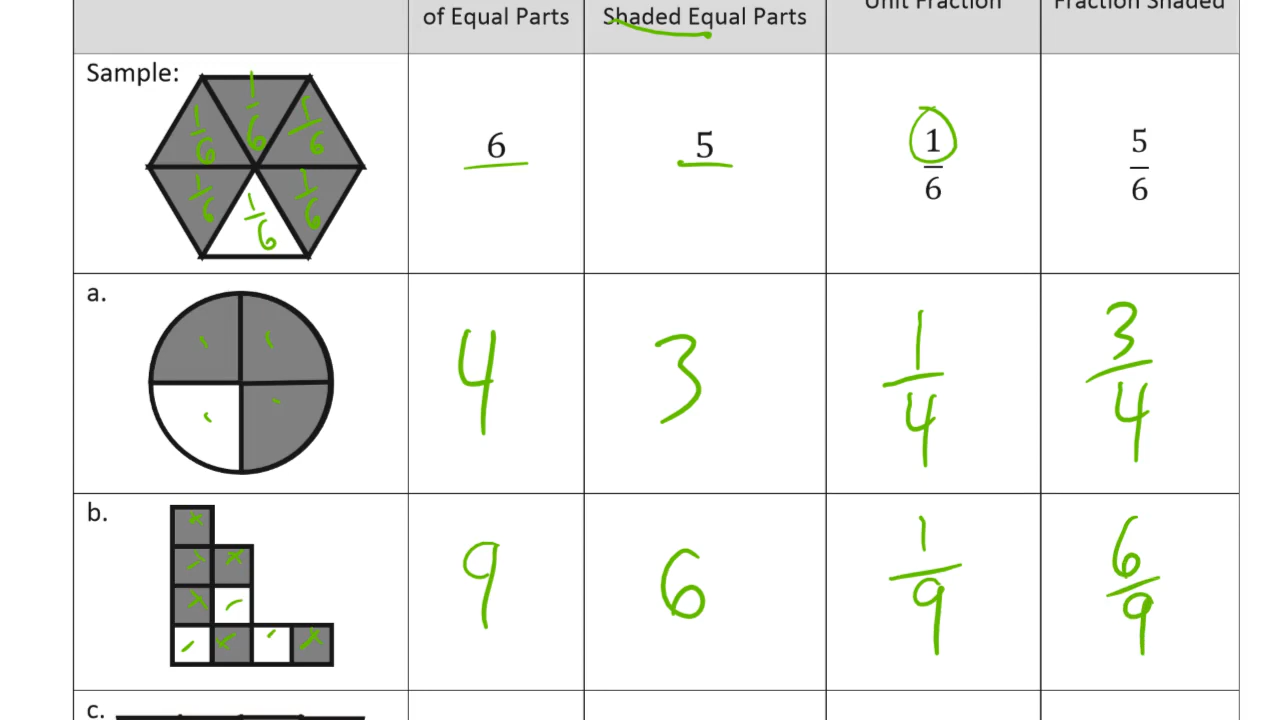 of Equal Parts
Shaded Equal Parts
Unit Fraction
Fraction Shaded
Sample:
1/6 1/6 1/6
1/6 1/6 1/6
6
5
1/6
5/6
a.
4
3
1/4
3/4
b.
9
6
1/9
6/9
c.